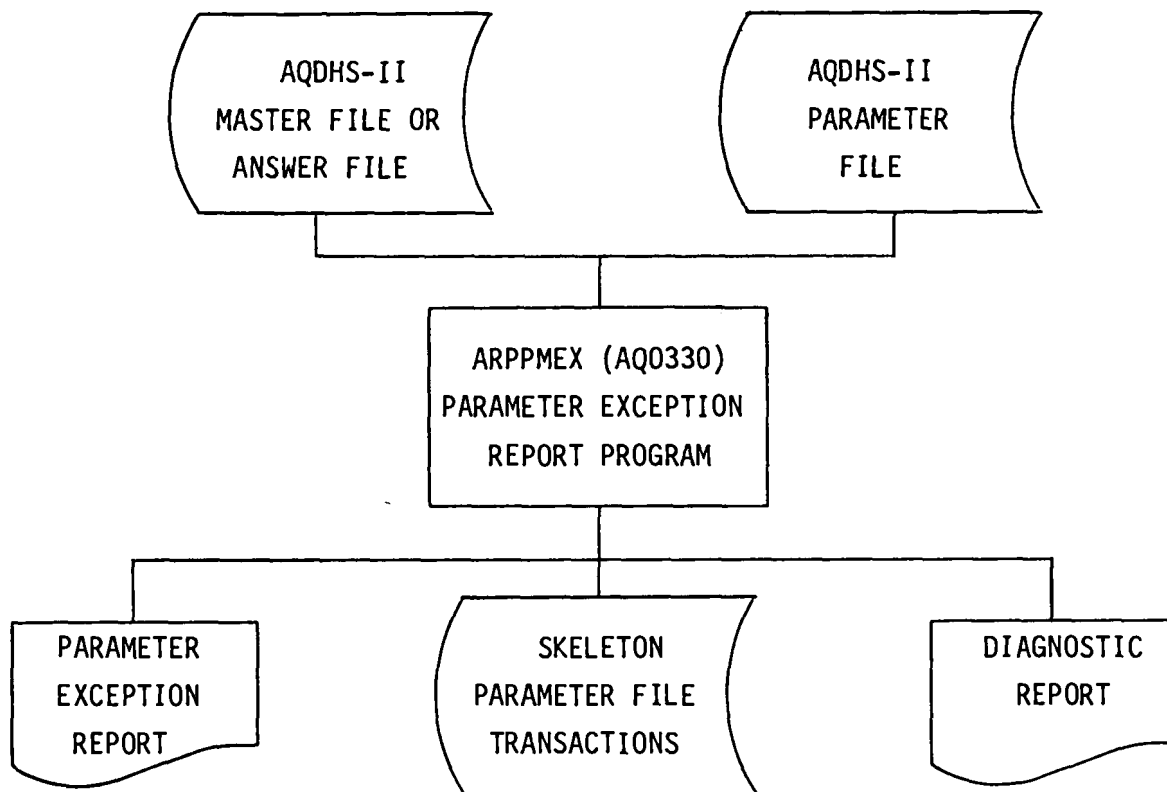 AQDHS-II
MASTER FILE OR
ANSWER FILE
AQDHS-II
PARAMETER
FILE
ARPPMEX (AQ0330)
PARAMETER EXCEPTION
REPORT PROGRAM
PARAMETER
EXCEPTION
REPORT
SKELETON
PARAMETER FILE
TRANSACTIONS
DIAGNOSTIC
REPORT